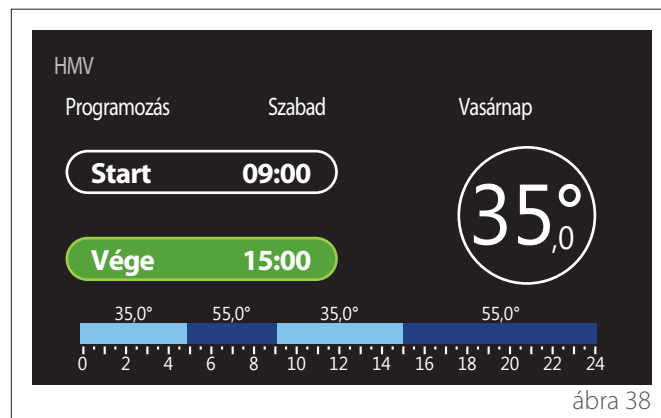 HMV
Programozás Szabad Vasárnap
Start 09:00
35,0°
Vége 15:00
35,0° 55,0° 35,0° 55,0°
0 2 4 6 8 10 12 14 16 18 20 22 24
ábra 38